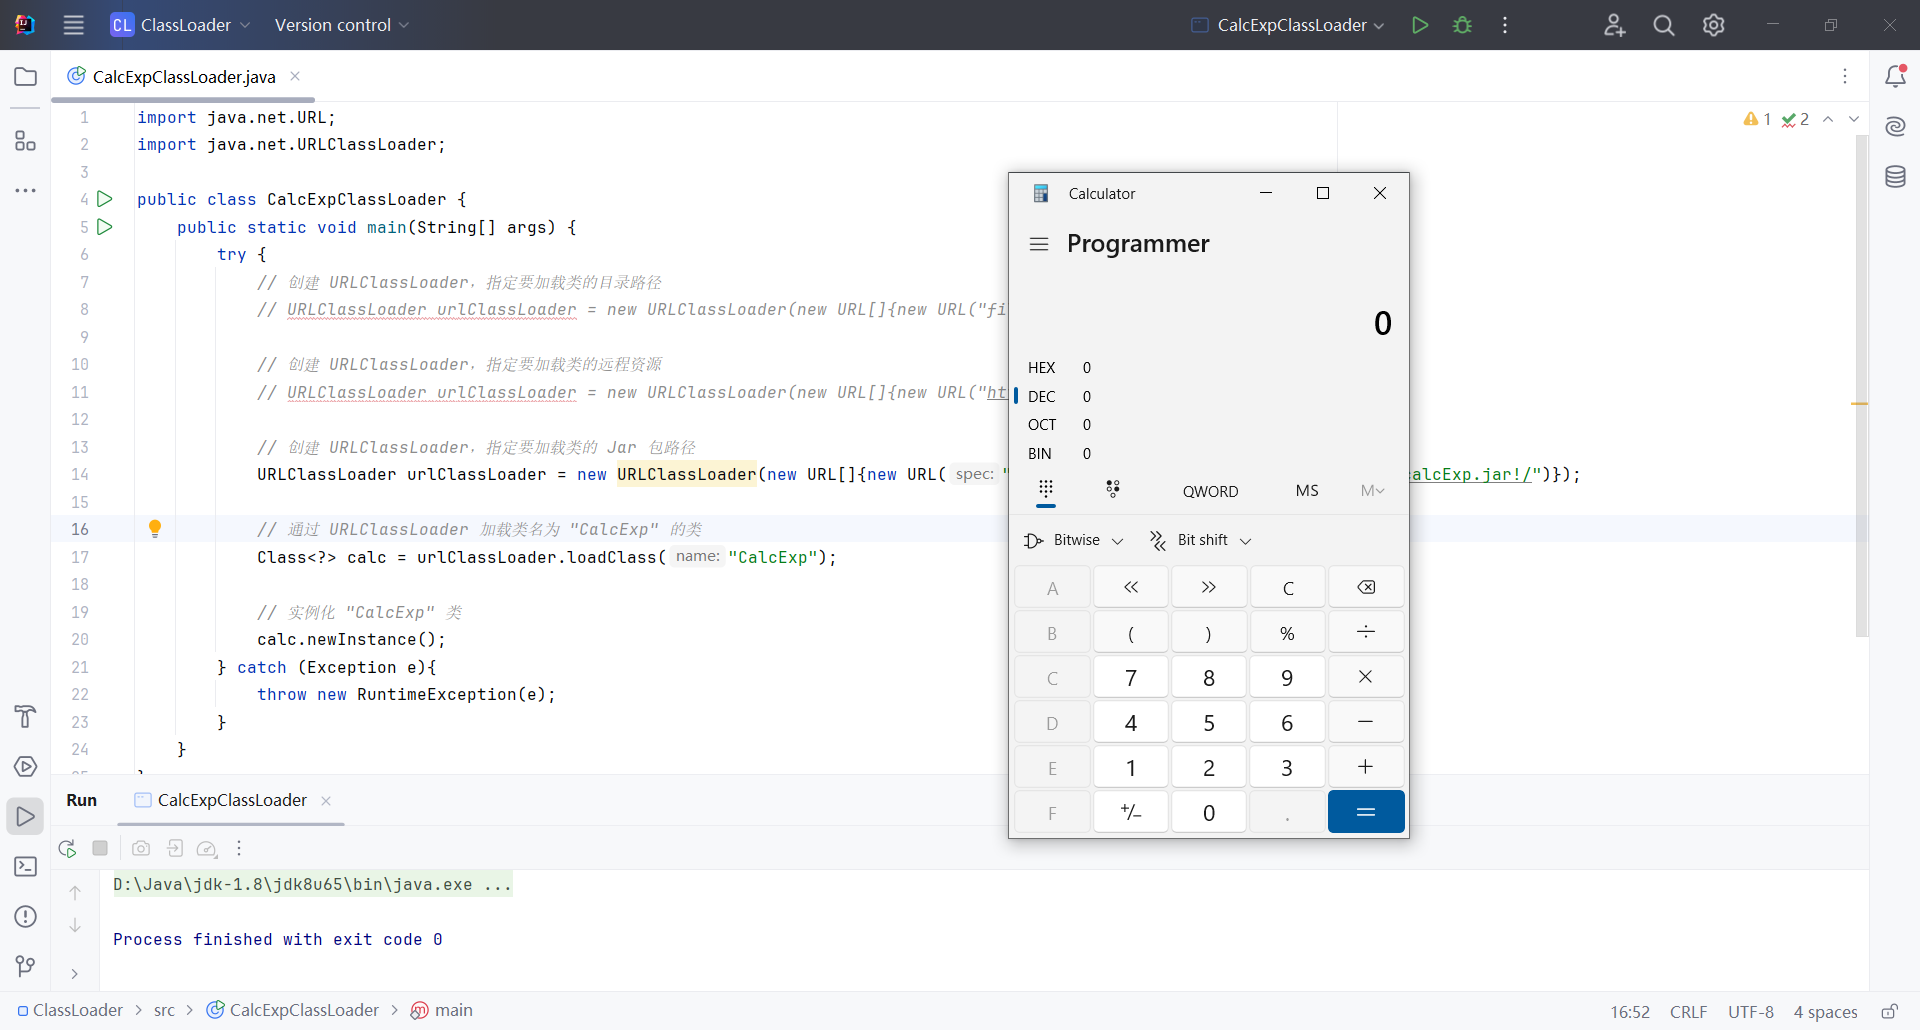 CL ClassLoader Version control CalcExpClassLoader
CalcExpClassLoader.java
1 import java.net.URL;
2 import java.net.URLClassLoader;
3
4 public class CalcExpClassLoader {
5 public static void main(String[] args) {
6 try {
7 // 创建 URLClassLoader，指定要加载类的目录路径
8 // URLClassLoader urlClassLoader = new URLClassLoader(new URL[]{new URL("fi
9
10 // 创建 URLClassLoader，指定要加载类的远程资源
11 // URLClassLoader urlClassLoader = new URLClassLoader(new URL[]{new URL("ht
12
13 // 创建 URLClassLoader，指定要加载类的 Jar 包路径
14 URLClassLoader urlClassLoader = new URLClassLoader(new URL[]{new URL( spec: " alcExp.jar!/")});
15
16 // 通过 URLClassLoader 加载类名为 "CalcExp" 的类
17 Class<?> calc = urlClassLoader.loadClass( name: "CalcExp");
18
19 // 实例化 "CalcExp" 类
20 calc.newInstance();
21 } catch (Exception e){
22 throw new RuntimeException(e);
23 }
24 }
1 2
Calculator
Programmer
0
HEX 0
DEC 0
OCT 0
BIN 0
QWORD MS M
Bitwise Bit shift
A « » C
B ( ) % ÷
C 7 8 9 ×
D 4 5 6 −
E 1 2 3 +
F +/− 0 . =
Run CalcExpClassLoader
D:\Java\jdk-1.8\jdk8u65\bin\java.exe ...
Process finished with exit code 0
ClassLoader > src > CalcExpClassLoader > m main
16:52 CRLF UTF-8 4 spaces